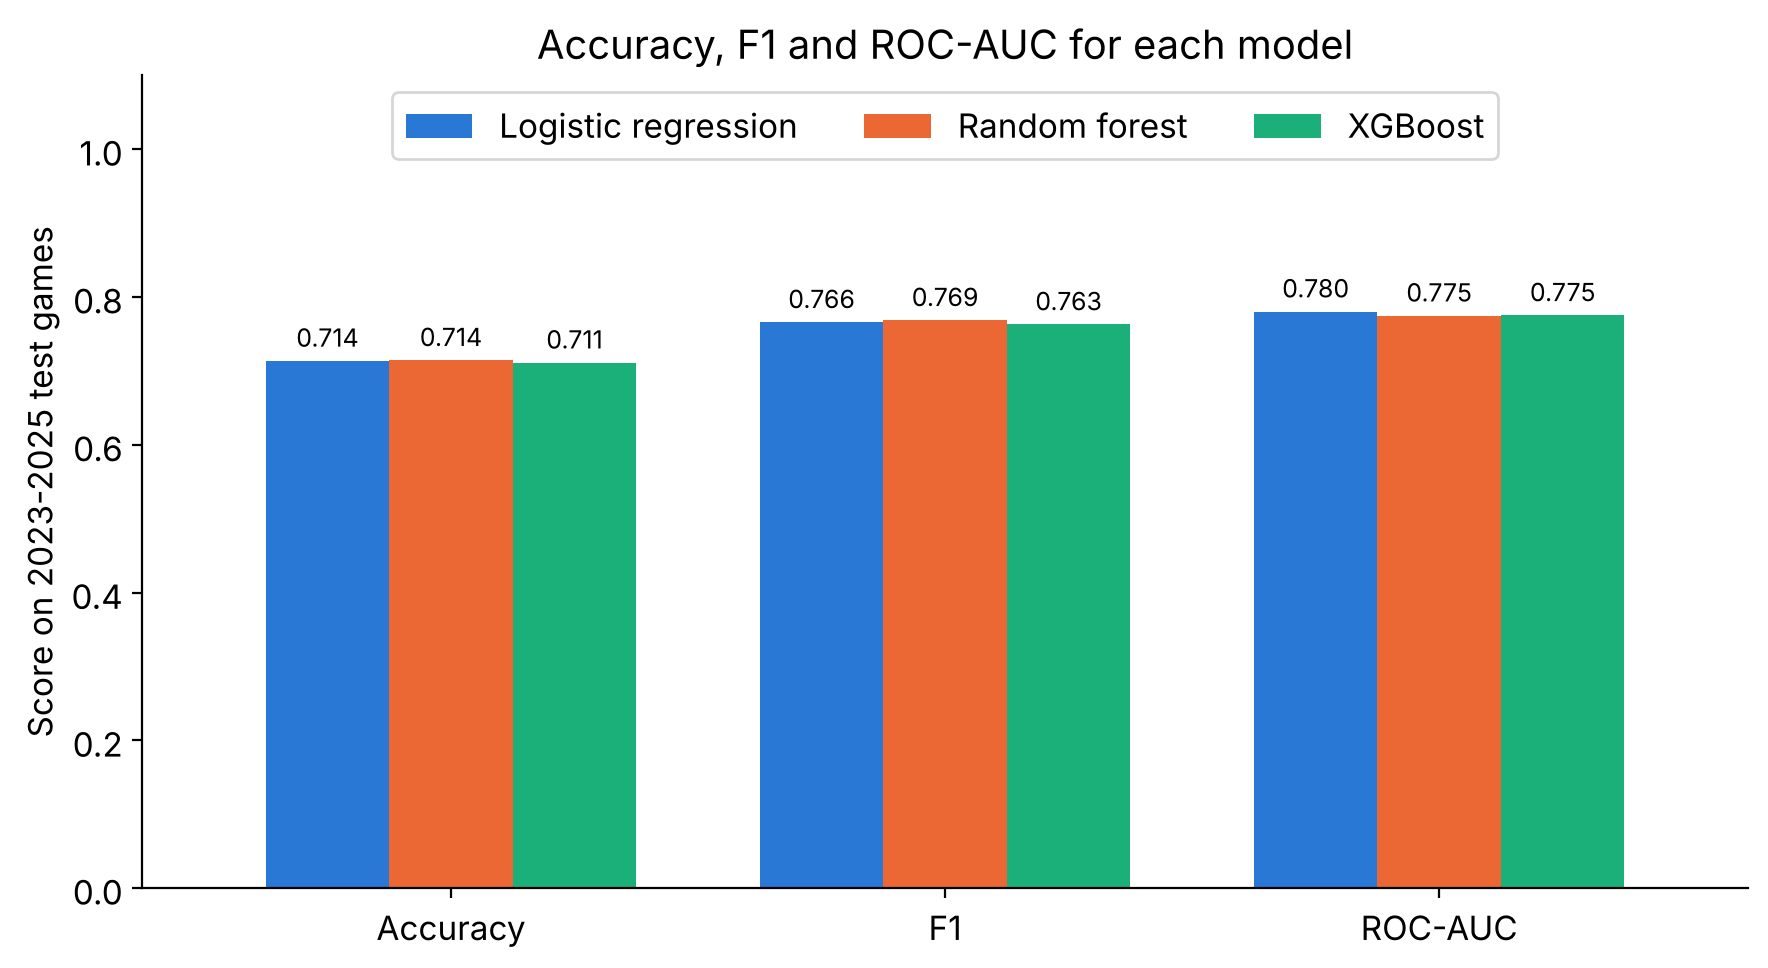 Accuracy, F1 and ROC-AUC for each model
Logistic regression Random forest XGBoost
Score on 2023-2025 test games
1.0
0.8
0.6
0.4
0.2
0.0
0.714 0.714 0.711
0.766 0.769 0.763
0.780 0.775 0.775
Accuracy F1 ROC-AUC